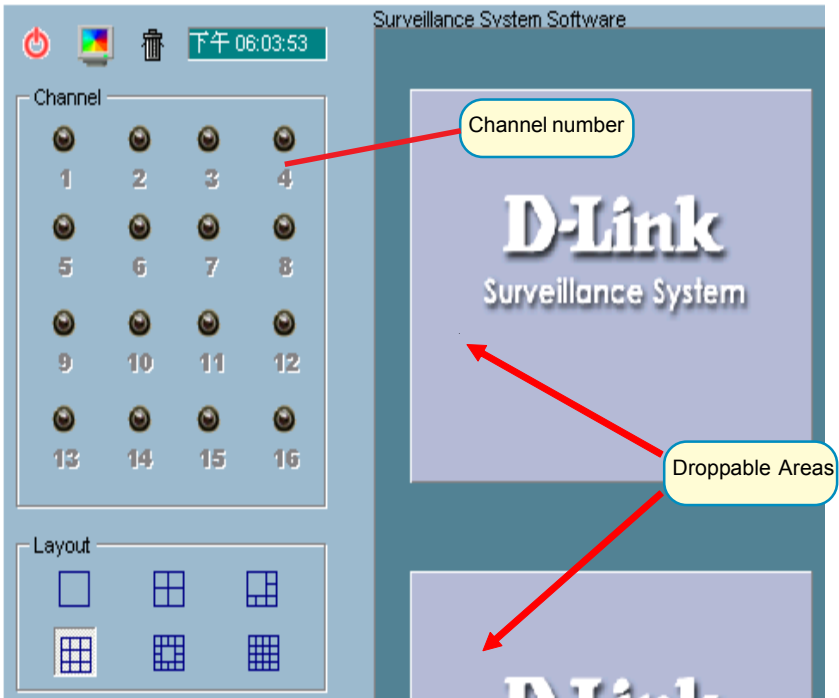 Surveillance System Software
下午 06:03:53
Channel
1 2 3 4
5 6 7 8
9 10 11 12
13 14 15 16
Layout
Channel number
D-Link
Surveillance System
Droppable Areas
D-Link